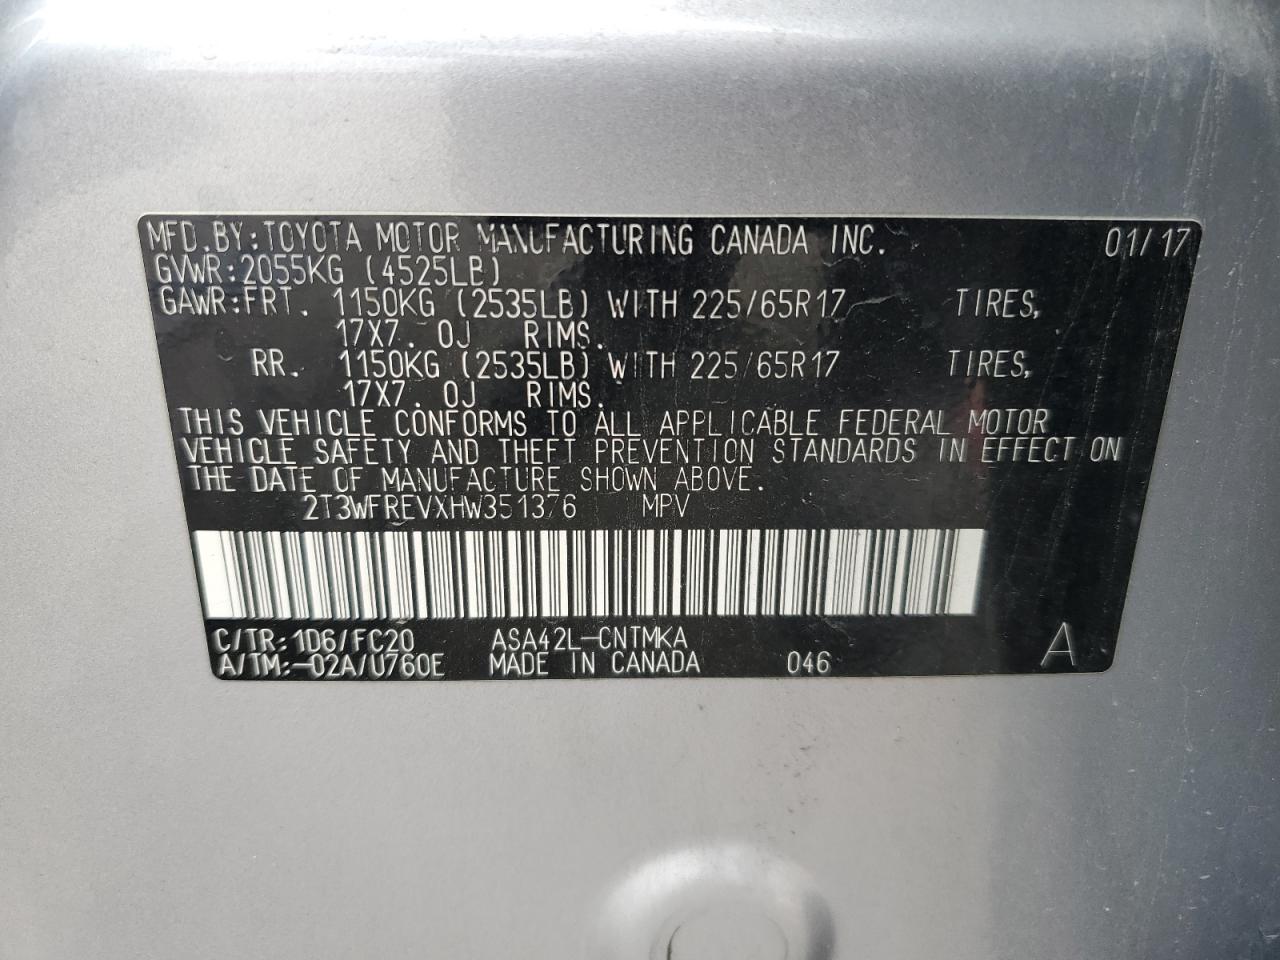 MFD.BY:TOYOTA MOTOR MANUFACTURING CANADA INC. 01/17
GVWR:2055KG (4525LB)
GAWR:FRT. 1150KG (2535LB) WITH 225/65R17 TIRES,
17X7.0J RIMS.
RR. 1150KG (2535LB) WITH 225/65R17 TIRES,
17X7.0J RIMS.
THIS VEHICLE CONFORMS TO ALL APPLICABLE FEDERAL MOTOR
VEHICLE SAFETY AND THEFT PREVENTION STANDARDS IN EFFECT ON
THE DATE OF MANUFACTURE SHOWN ABOVE.
2T3WFREVXHW351376 MPV
C/TR:1D6/FC20 ASA42L-CNTMKA
A/TM:-02A/U760E MADE IN CANADA 046 A